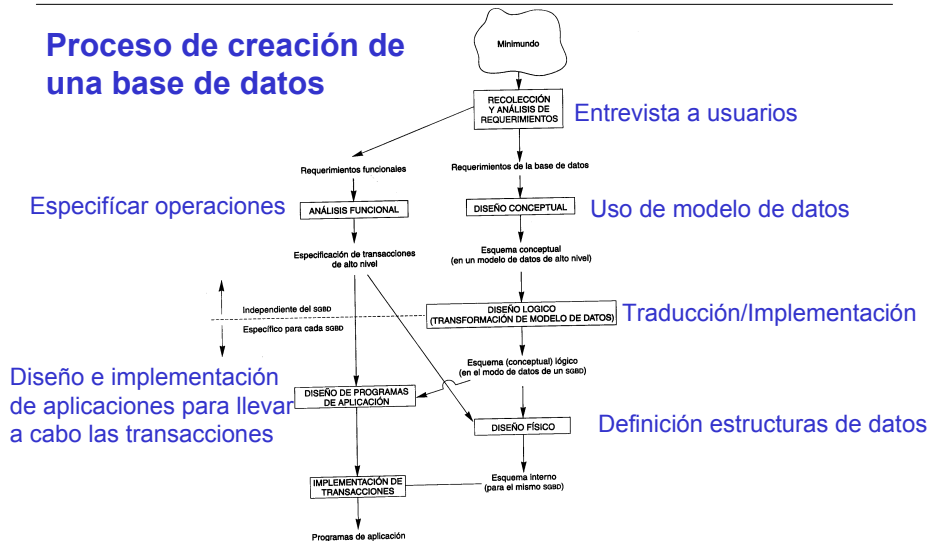 Proceso de creación de
una base de datos
Minimundo
RECOLECCIÓN
Y ANÁLISIS DE
REQUERIMIENTOS
Entrevista a usuarios
Requerimientos funcionales
Requerimientos de la base de datos
Especifícar operaciones
ANÁLISIS FUNCIONAL
DISEÑO CONCEPTUAL
Uso de modelo de datos
Especificación de transacciones
de alto nivel
Esquema conceptual
(en un modelo de datos de alto nivel)
Independiente del SGBD
Específico para cada SGBD
DISEÑO LOGICO
(TRANSFORMACIÓN DE MODELO DE DATOS)
Traducción/Implementación
Esquema (conceptual) lógico
(en el modo de datos de un SGBD)
Diseño e implementación
de aplicaciones para llevar
a cabo las transacciones
DISEÑO DE PROGRAMAS
DE APLICACIÓN
DISEÑO FÍSICO
Definición estructuras de datos
IMPLEMENTACIÓN DE
TRANSACCIONES
Esquema interno
(para el mismo SGBD)
Programas de aplicación